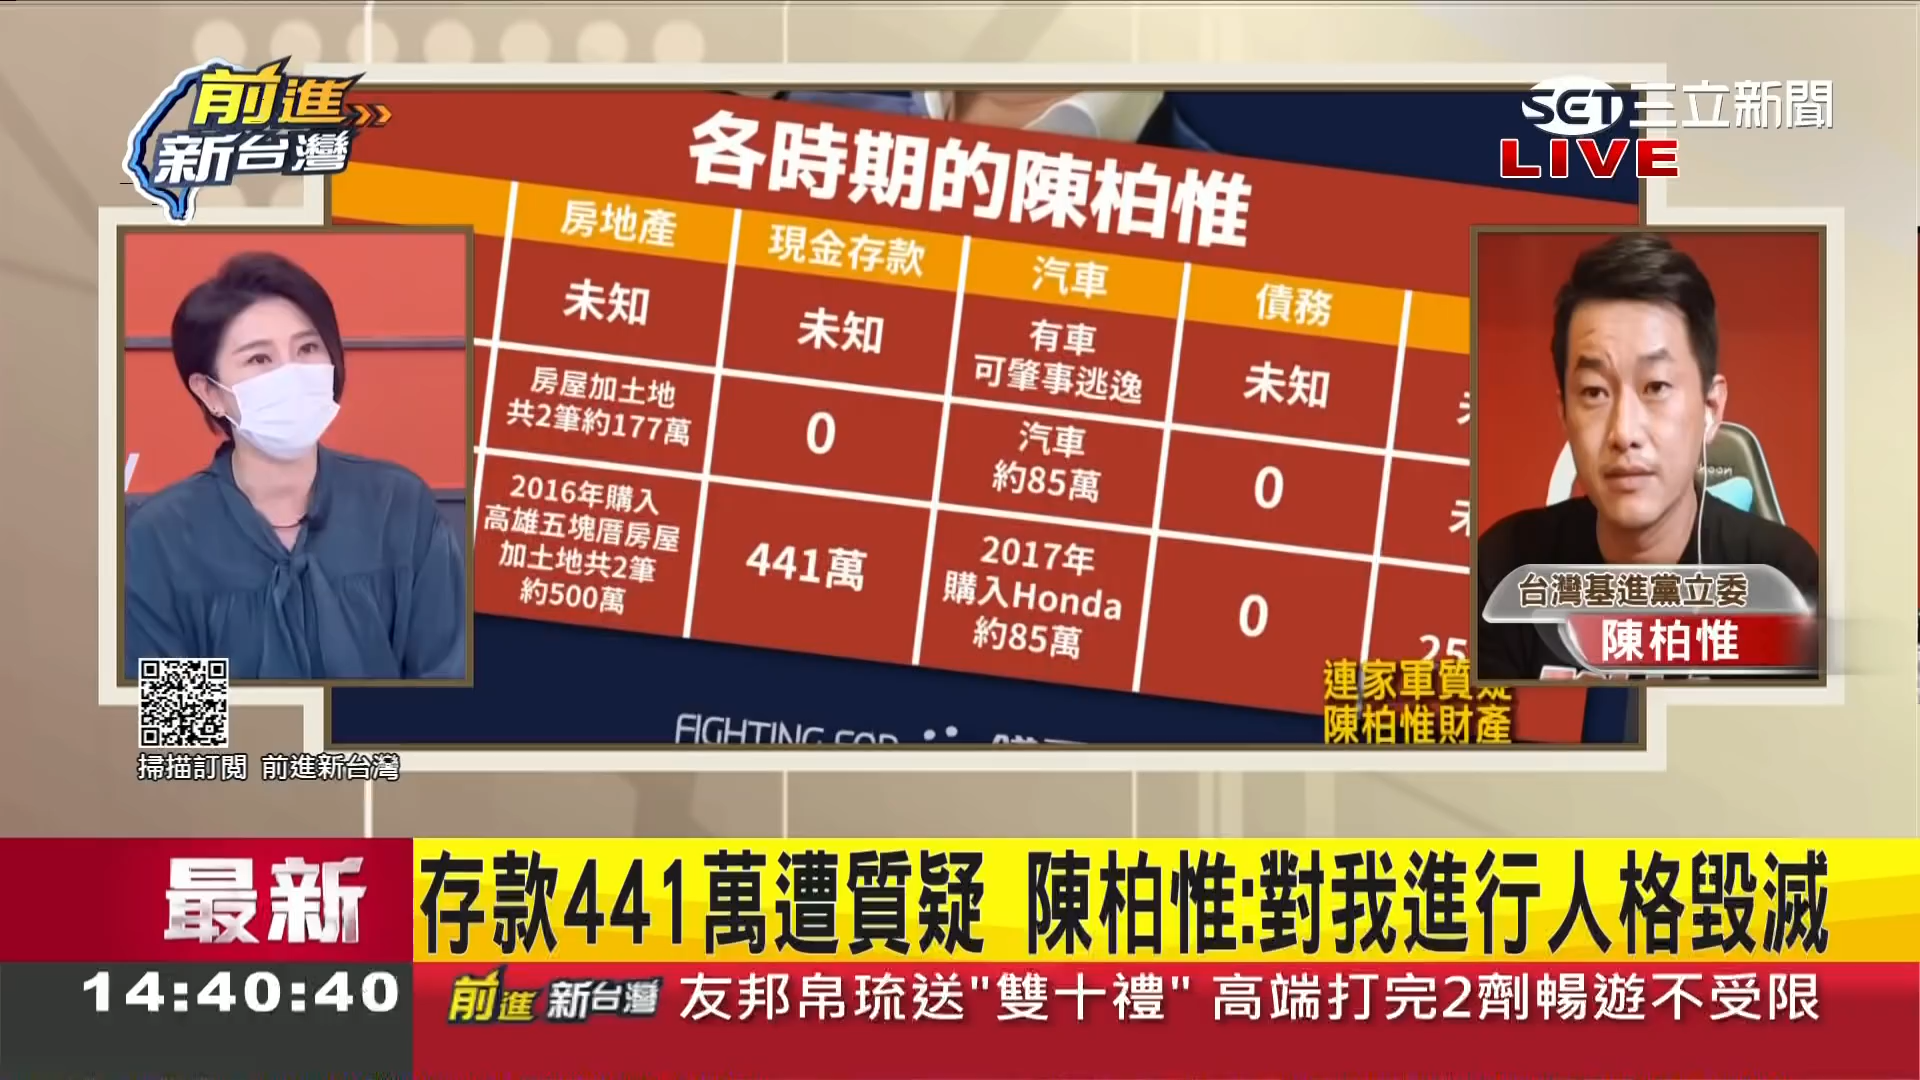 前進
新台灣
SET三立新聞
LIVE
各時期的陳柏惟
房地產
現金存款
汽車
債務
未知
未知
有車
可肇事逃逸
未知
房屋加土地
共2筆約177萬
0
汽車
約85萬
0
2016年購入
高雄五塊厝房屋
加土地共2筆
約500萬
441萬
2017年
購入Honda
約85萬
0
25
FIGHTING FOR
連家軍質疑
陳柏惟財產
台灣基進黨立委
陳柏惟
掃描訂閱 前進新台灣
最新
存款441萬遭質疑 陳柏惟:對我進行人格毀滅
14:40:40
前進新台灣
友邦帛琉送"雙十禮" 高端打完2劑暢遊不受限